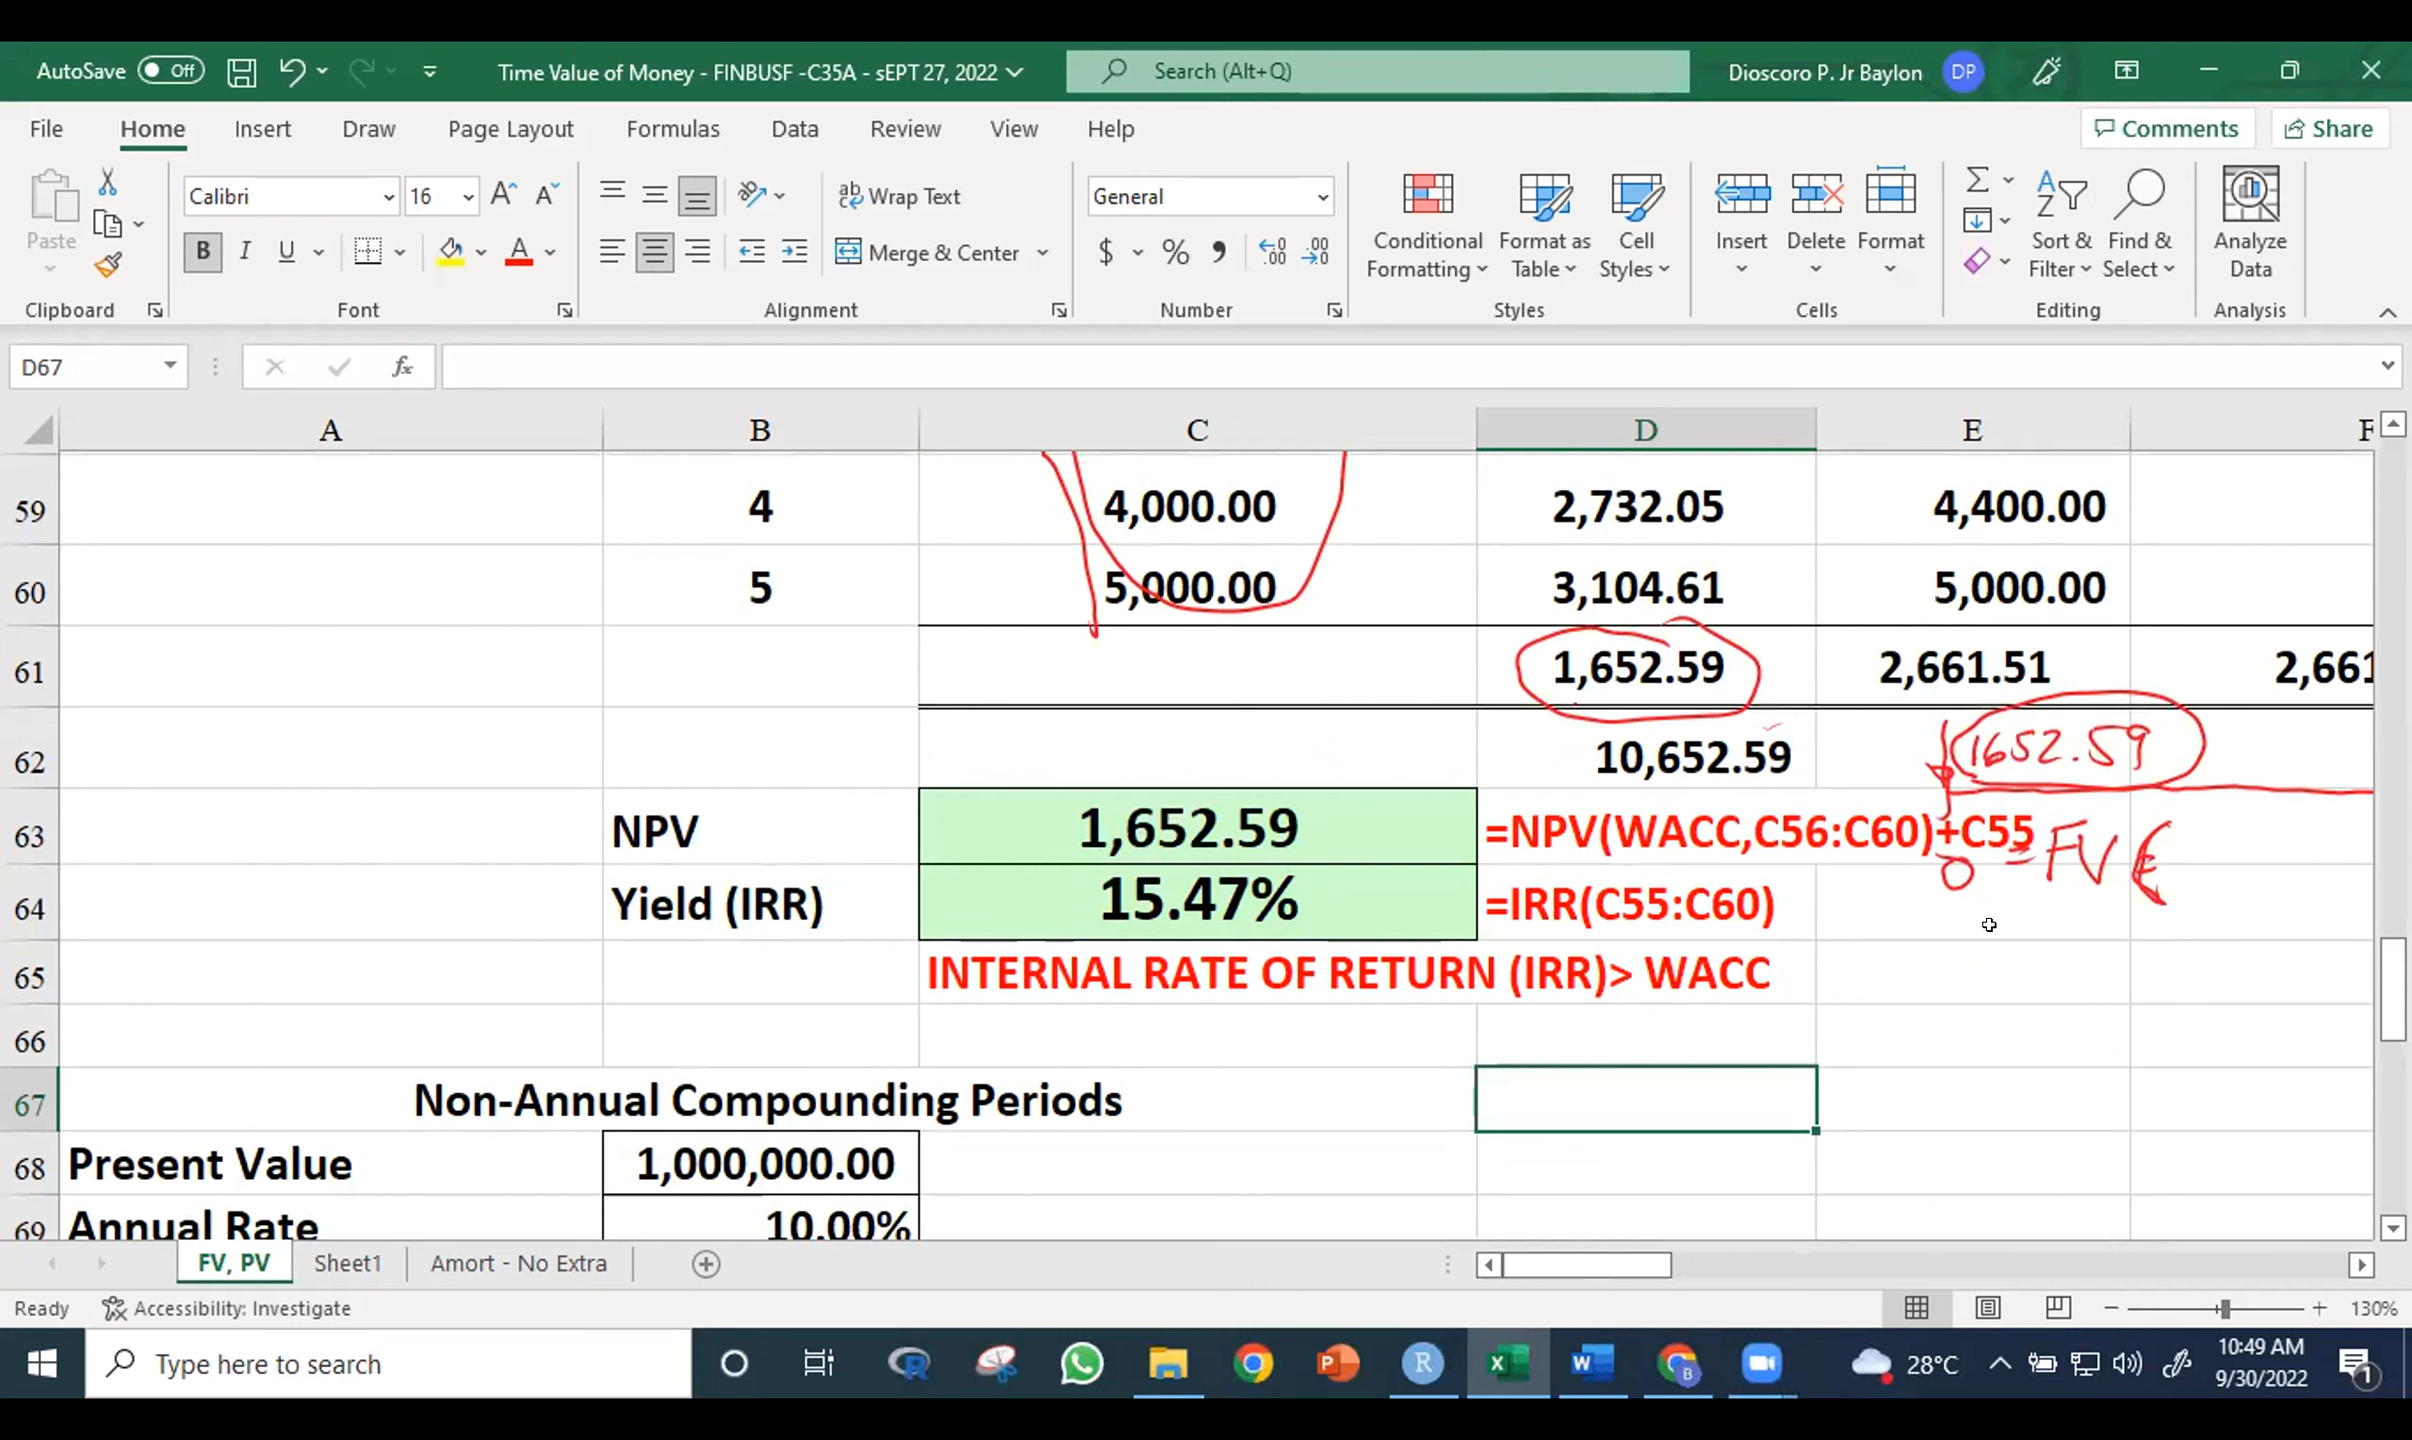 AutoSave Off Time Value of Money - FINBUSF -C35A - sEPT 27, 2022 Search (Alt+Q) Dioscoro P. Jr Baylon DP
File Home Insert Draw Page Layout Formulas Data Review View Help Comments Share
Paste Calibri 16 Wrap Text General Conditional Formatting Format as Table Cell Styles Insert Delete Format Sort & Filter Find & Select Analyze Data
B I U Merge & Center $ %
Clipboard Font Alignment Number Styles Cells Editing Analysis
D67 fx
A B C D E F
59 4 4,000.00 2,732.05 4,400.00
60 5 5,000.00 3,104.61 5,000.00
61 1,652.59 2,661.51 2,661
62 10,652.59 1652.59
63 NPV 1,652.59 =NPV(WACC,C56:C60)+C55
0 = FV (
64 Yield (IRR) 15.47% =IRR(C55:C60)
65 INTERNAL RATE OF RETURN (IRR)> WACC
66
67 Non-Annual Compounding Periods
68 Present Value 1,000,000.00
69 Annual Rate 10.00%
FV, PV Sheet1 Amort - No Extra
Ready Accessibility: Investigate 130%
Type here to search 28°C 10:49 AM
9/30/2022 1